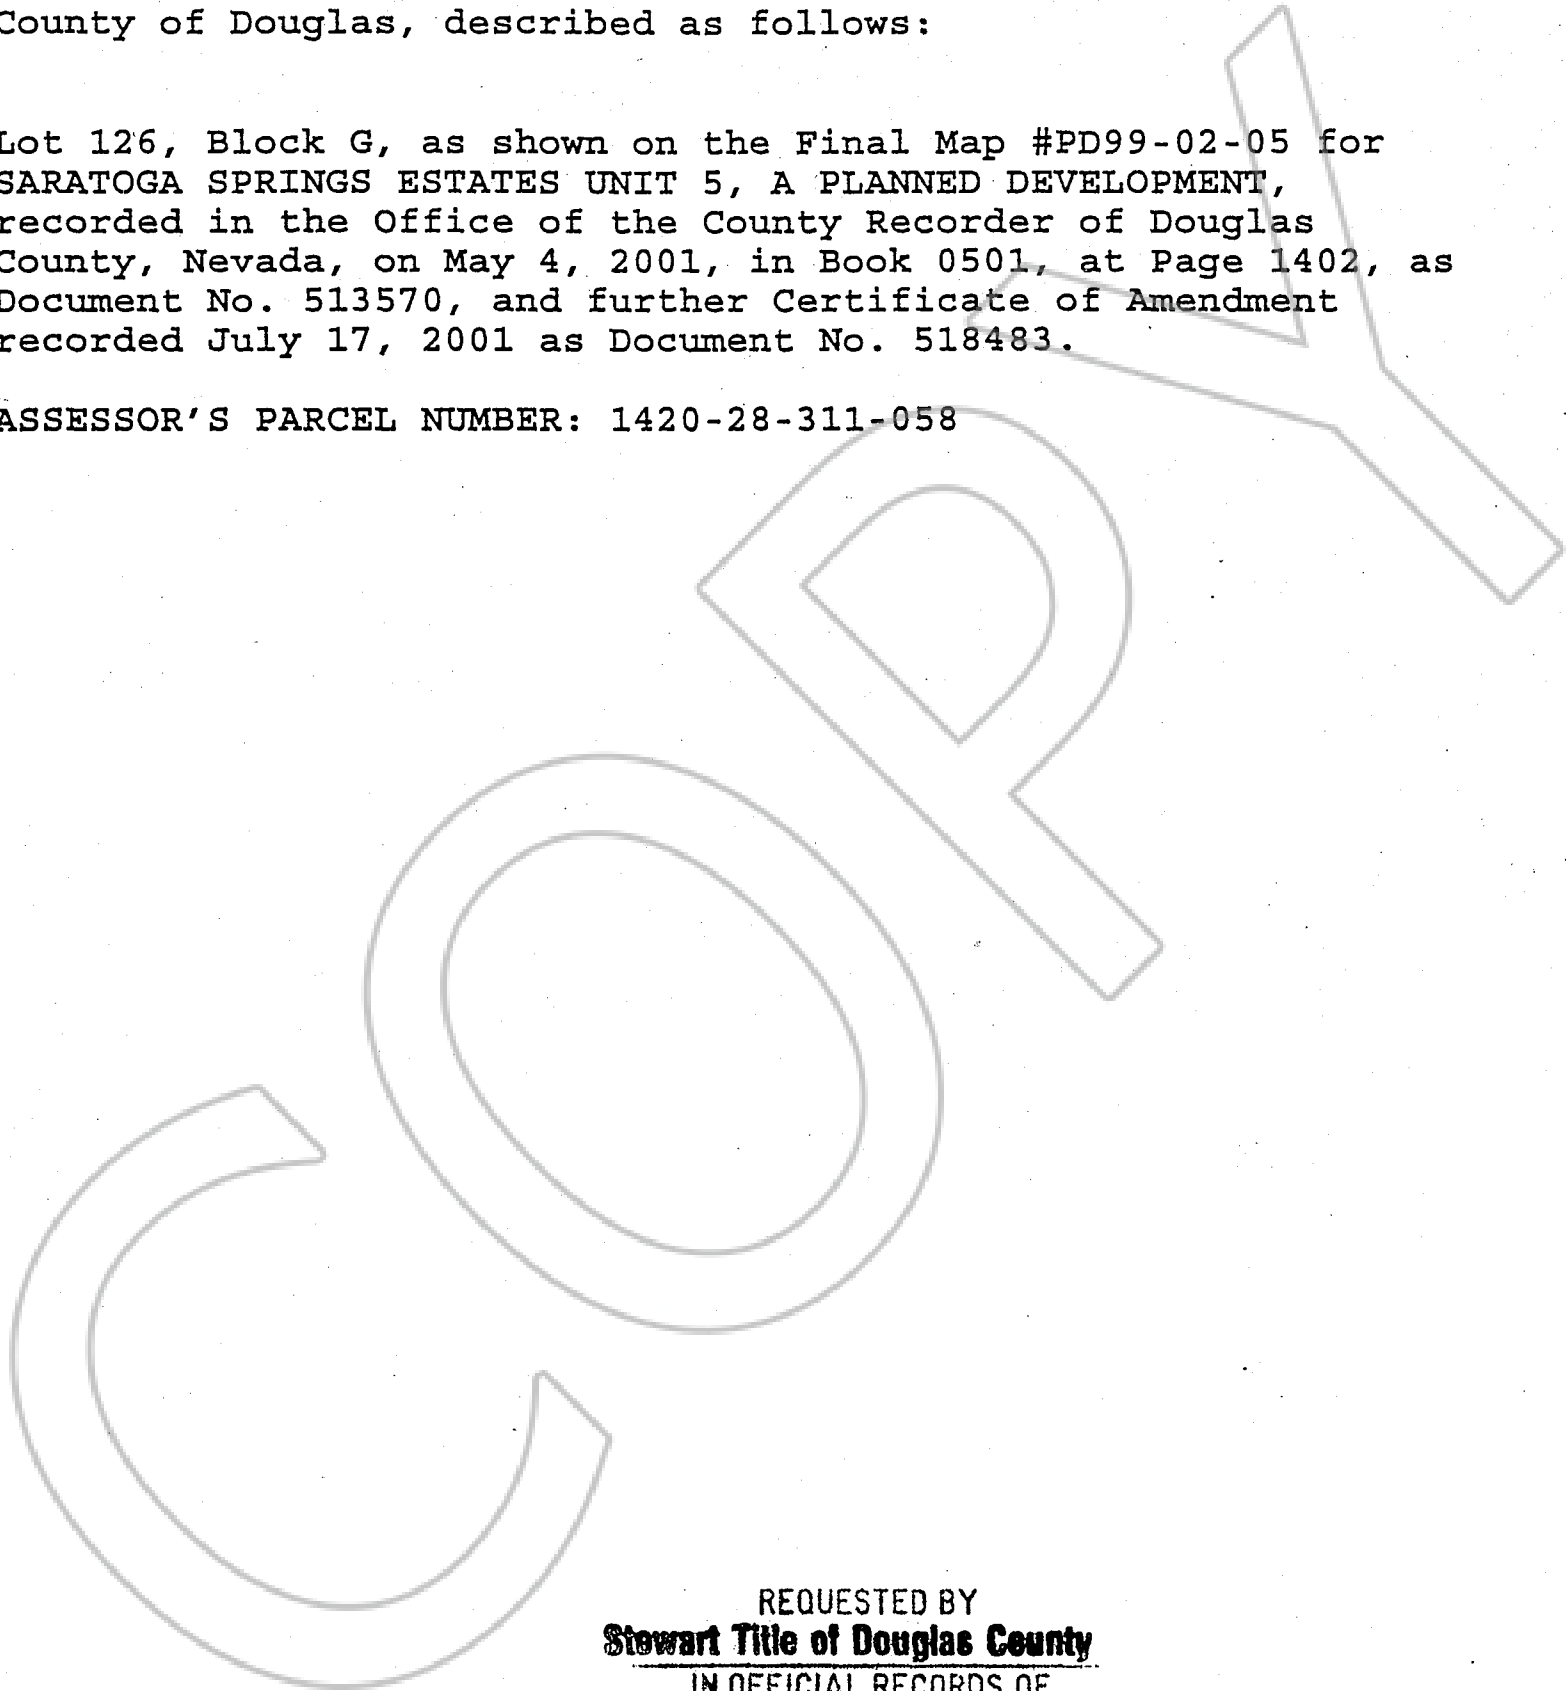 County of Douglas, described as follows:
Lot 126, Block G, as shown on the Final Map #PD99-02-05 for
SARATOGA SPRINGS ESTATES UNIT 5, A PLANNED DEVELOPMENT,
recorded in the Office of the County Recorder of Douglas
County, Nevada, on May 4, 2001, in Book 0501, at Page 1402, as
Document No. 513570, and further Certificate of Amendment
recorded July 17, 2001 as Document No. 518483.
ASSESSOR'S PARCEL NUMBER: 1420-28-311-058
COPY
REQUESTED BY
Stewart Title of Douglas County
IN OFFICIAL RECORDS OF